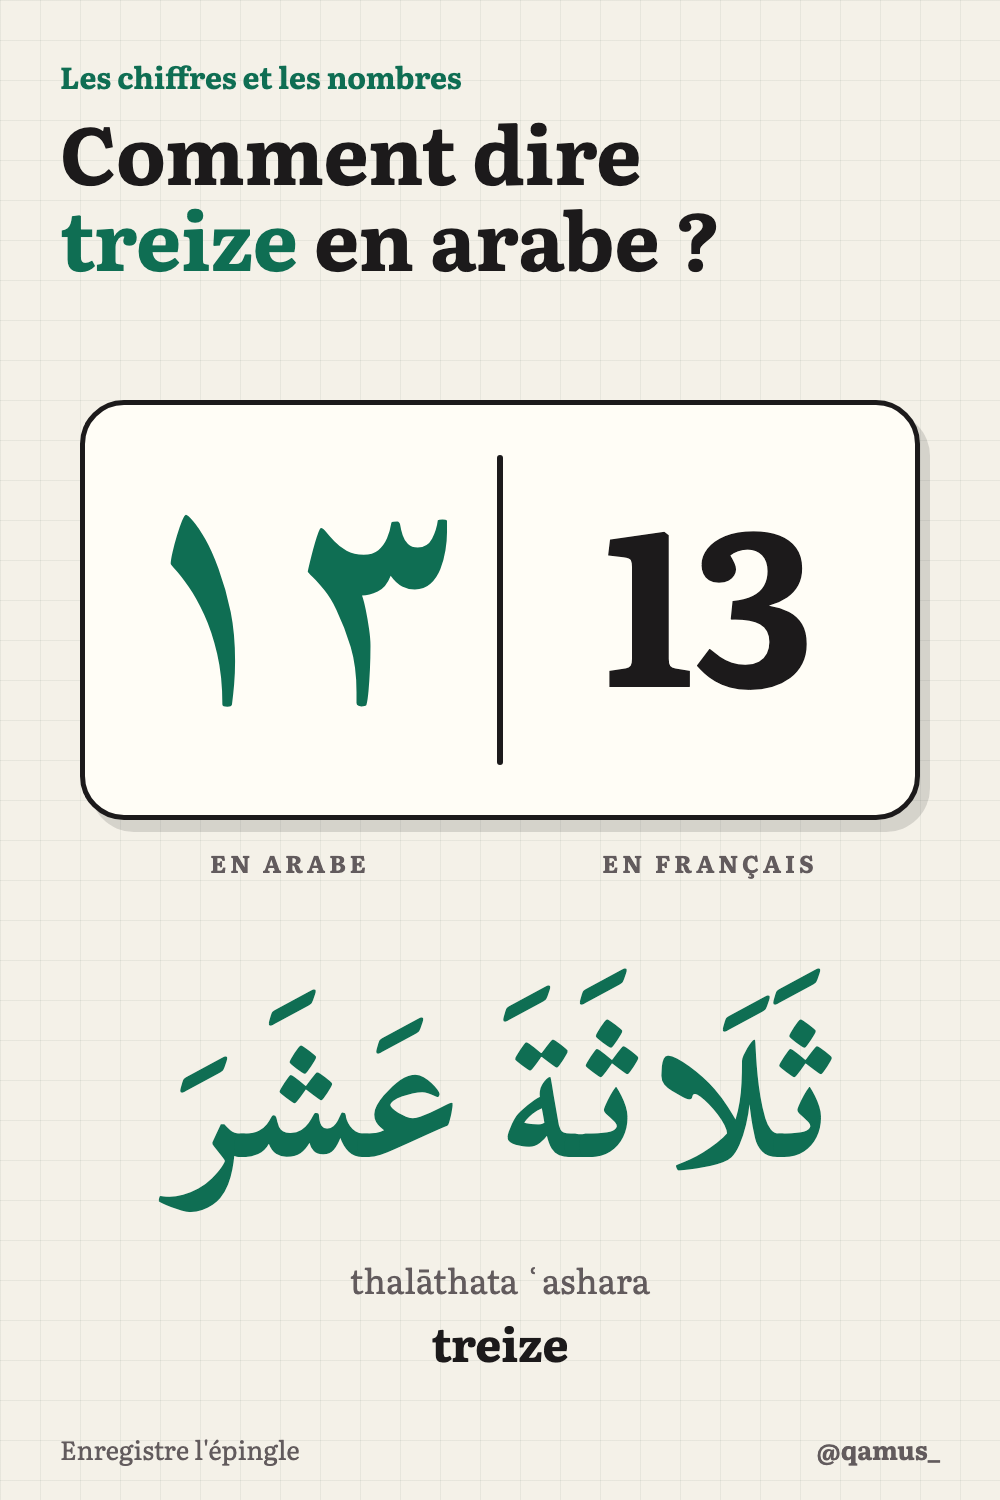 Les chiffres et les nombres
Comment dire
treize en arabe ?
١٣
13
EN ARABE
EN FRANÇAIS
ثَلَاثَةَ عَشَرَ
thalāthata ʿashara
treize
Enregistre l'épingle
@qamus_